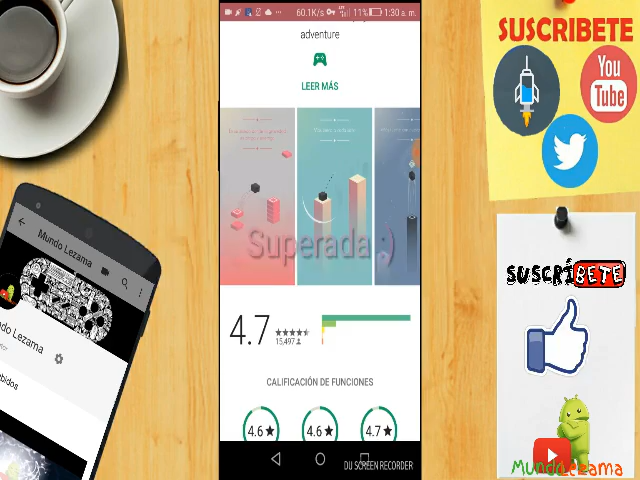 60.1K/s 11% 1:30 a. m.
adventure
LEER MÁS
Superada :)
4.7
15,497
CALIFICACIÓN DE FUNCIONES
4.6★
4.6★
4.7★
DU SCREEN RECORDER
Mundo Lezama
ndo Lezama
SUSCRIBETE
You
Tube
SUSCRÍBETE
MundoLezama